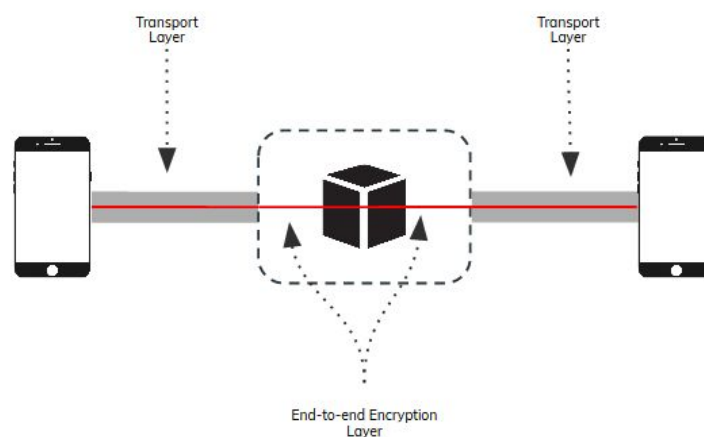 Transport
Layer
Transport
Layer
End-to-end Encryption
Layer